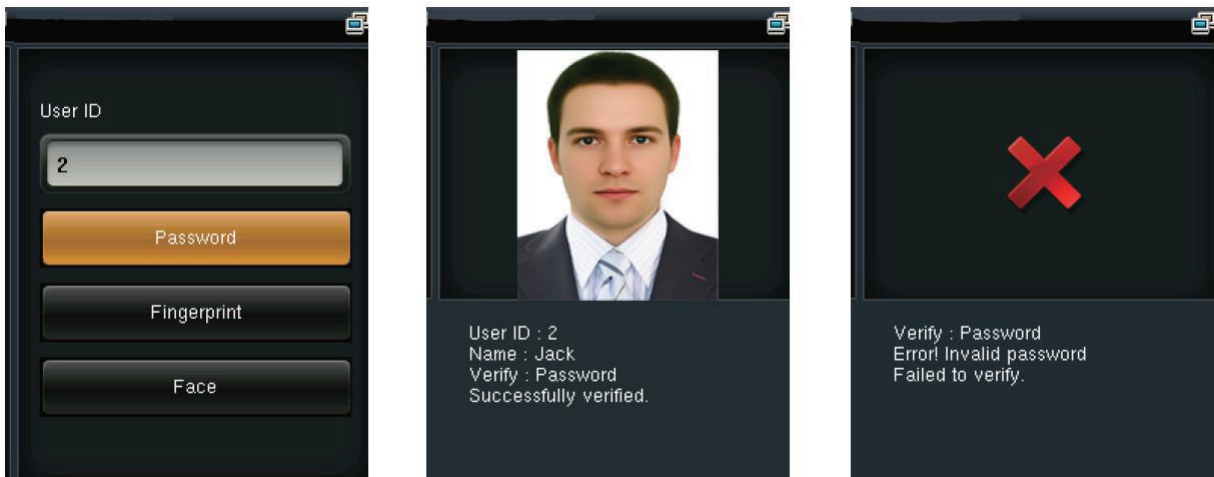 User ID
2
Password
Fingerprint
Face
User ID : 2
Name : Jack
Verify : Password
Successfully verified.
Verify : Password
Error! Invalid password
Failed to verify.